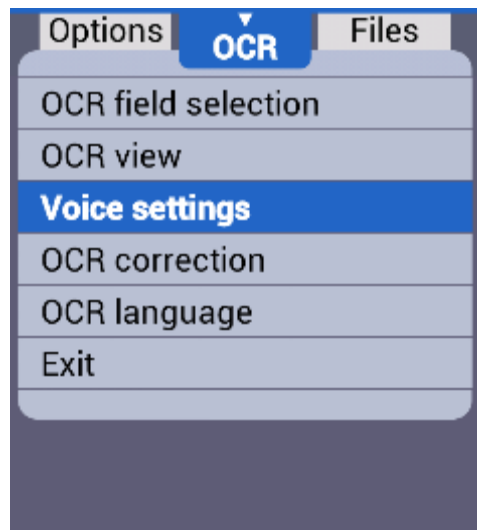 Options OCR Files
OCR field selection
OCR view
Voice settings
OCR correction
OCR language
Exit